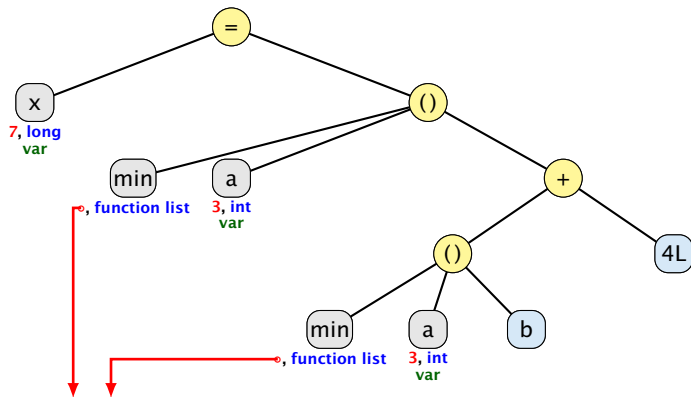 =
x
()
7, long
var
min
a
+
, function list
3, int
var
()
4L
min
a
b
, function list
3, int
var